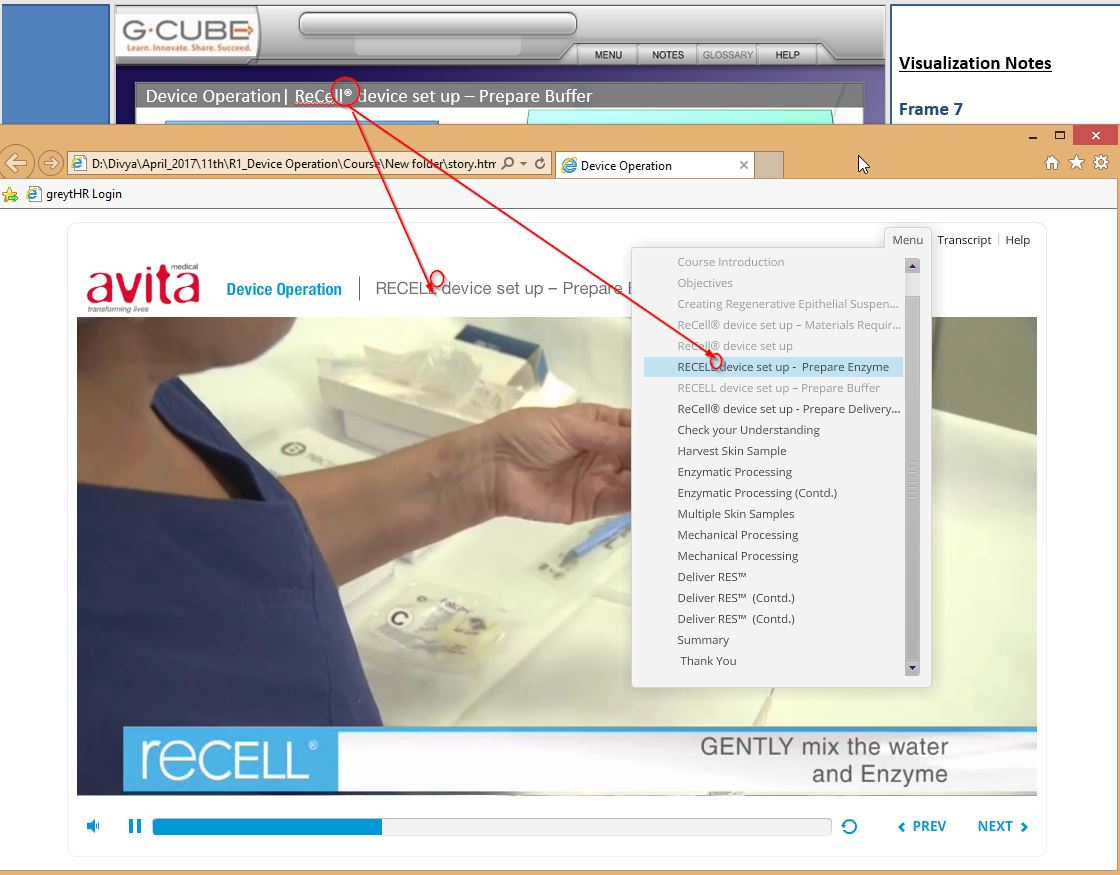 G-CUBE
Learn. Innovate. Share. Succeed.
MENU NOTES GLOSSARY HELP
Visualization Notes
Device Operation| ReCell® device set up – Prepare Buffer
Frame 7
D:\Divya\April_2017\11th\R1_Device Operation\Course\New folder\story.htm
Device Operation
greytHR Login
Menu Transcript Help
avita medical
transforming lives
Device Operation
RECELL device set up – Prepare
Course Introduction
Objectives
Creating Regenerative Epithelial Suspen...
ReCell® device set up – Materials Requir...
ReCell® device set up
RECELL device set up - Prepare Enzyme
RECELL device set up – Prepare Buffer
ReCell® device set up - Prepare Delivery...
Check your Understanding
Harvest Skin Sample
Enzymatic Processing
Enzymatic Processing (Contd.)
Multiple Skin Samples
Mechanical Processing
Mechanical Processing
Deliver RES™
Deliver RES™ (Contd.)
Deliver RES™ (Contd.)
Summary
Thank You
C
reCELL®
GENTLY mix the water
and Enzyme
PREV NEXT